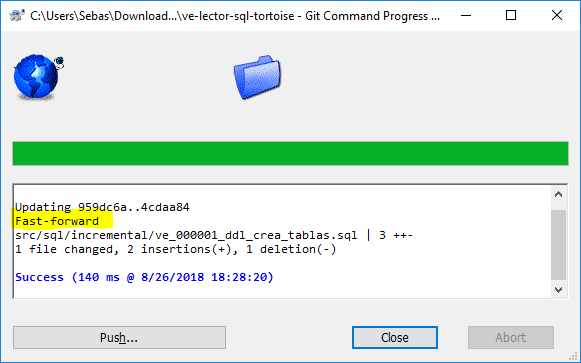 C:\Users\Sebas\Download...\ve-lector-sql-tortoise - Git Command Progress ...
Updating 959dc6a..4cdaa84
Fast-forward
src/sql/incremental/ve_000001_ddl_crea_tablas.sql | 3 ++-
1 file changed, 2 insertions(+), 1 deletion(-)
Success (140 ms @ 8/26/2018 18:28:20)
Push...
Close
Abort